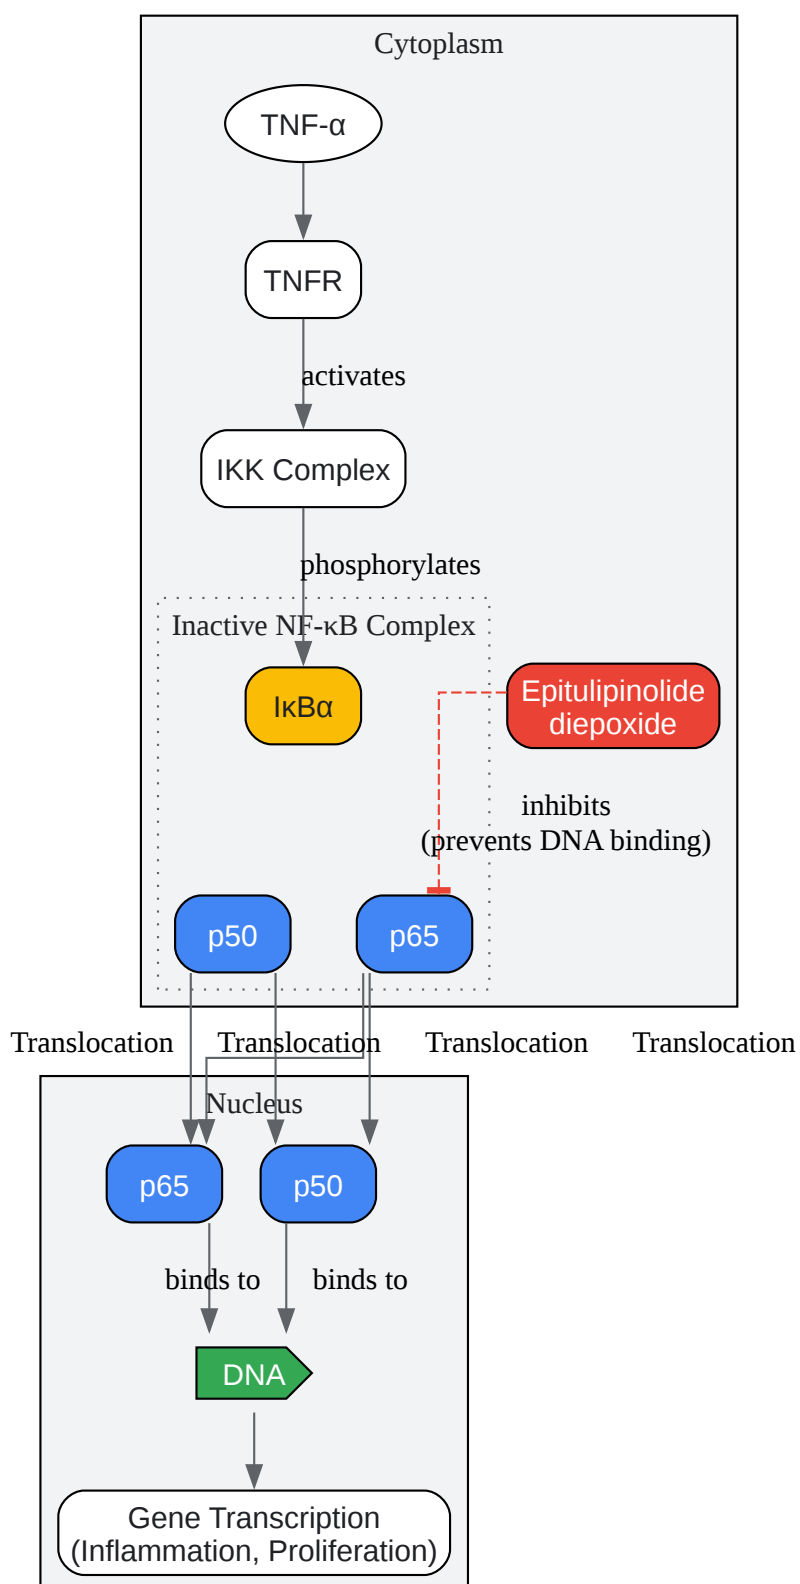 Cytoplasm
TNF-α
TNFR
activates
IKK Complex
phosphorylates
Inactive NF-κB Complex
IκBα
Epitulipinolide
diepoxide
inhibits
(prevents DNA binding)
p50
p65
Translocation
Translocation
Translocation
Translocation
Nucleus
p65
p50
binds to
binds to
DNA
Gene Transcription
(Inflammation, Proliferation)